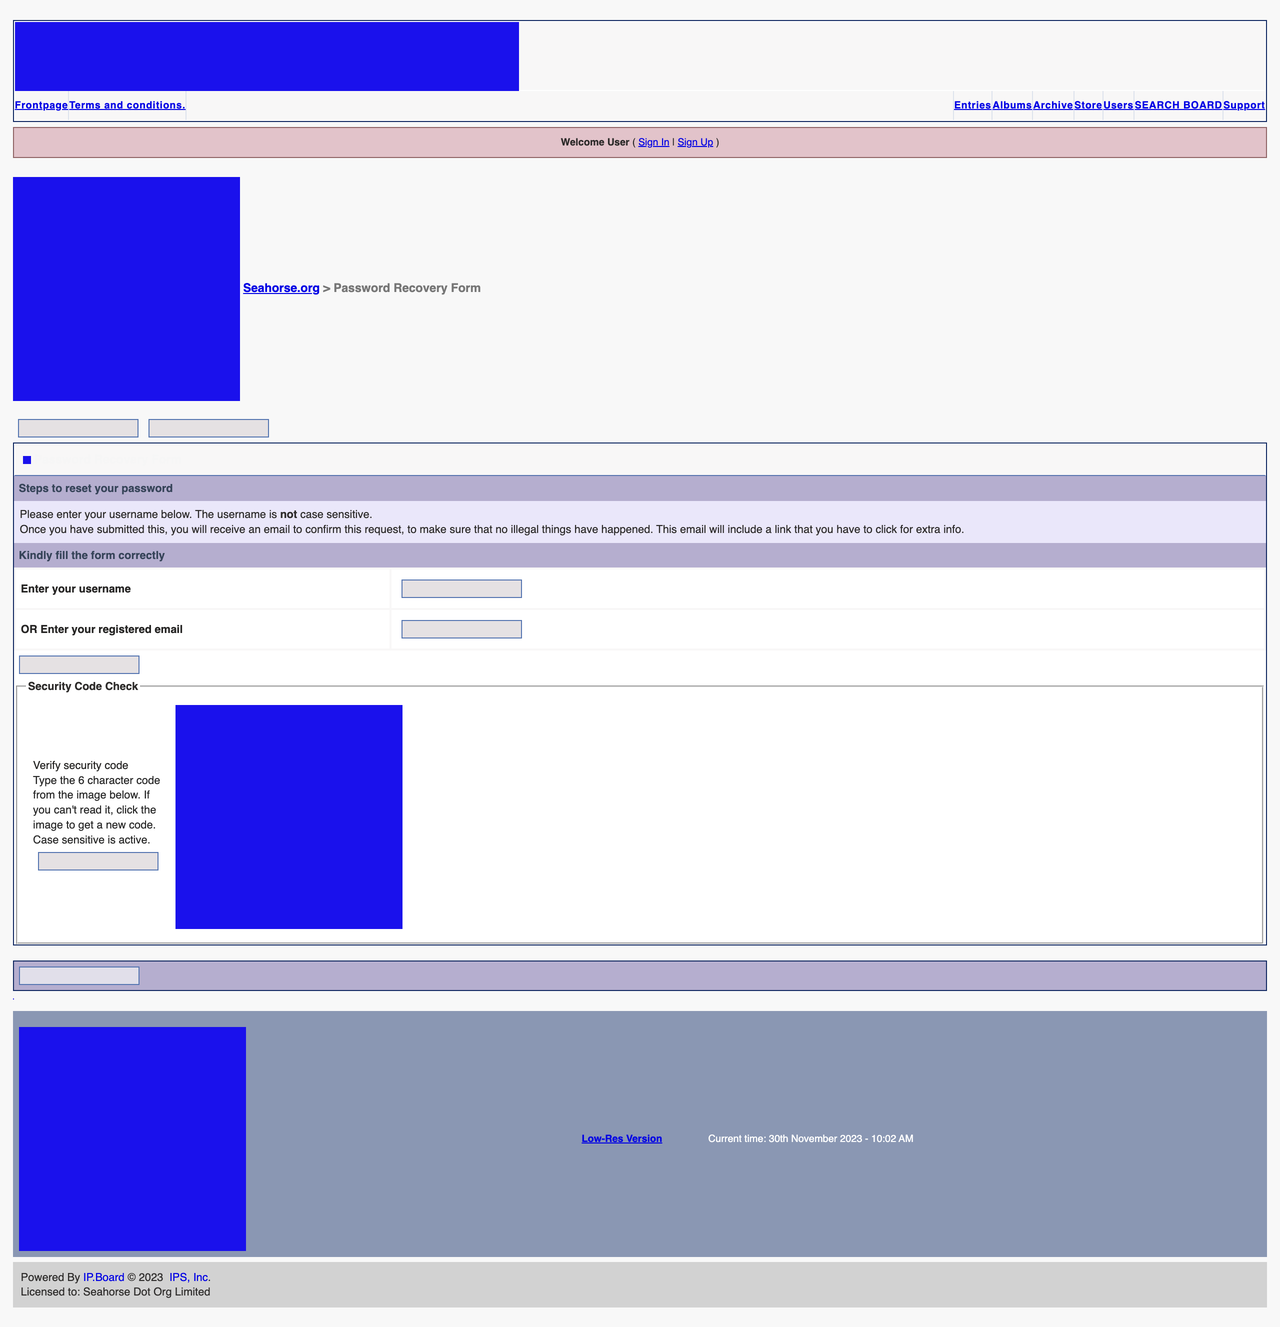 Frontpage Terms and conditions. Entries Albums Archive Store Users SEARCH BOARD Support
Welcome User ( Sign In | Sign Up )
Seahorse.org > Password Recovery Form
Steps to reset your password
Please enter your username below. The username is not case sensitive.
Once you have submitted this, you will receive an email to confirm this request, to make sure that no illegal things have happened. This email will include a link that you have to click for extra info.
Kindly fill the form correctly
Enter your username
OR Enter your registered email
Security Code Check
Verify security code
Type the 6 character code
from the image below. If
you can't read it, click the
image to get a new code.
Case sensitive is active.
Low-Res Version Current time: 30th November 2023 - 10:02 AM
Powered By IP.Board © 2023 IPS, Inc.
Licensed to: Seahorse Dot Org Limited